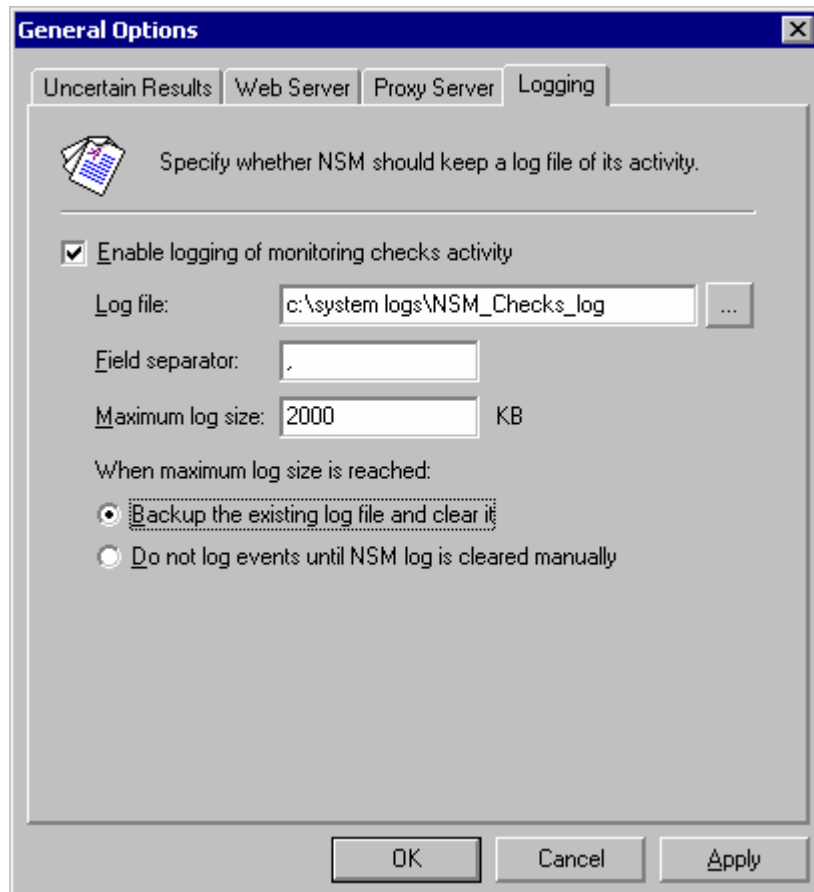 General Options
Uncertain Results Web Server Proxy Server Logging
Specify whether NSM should keep a log file of its activity.
Enable logging of monitoring checks activity
Log file: c:\system logs\NSM_Checks_log ...
Field separator: ,
Maximum log size: 2000 KB
When maximum log size is reached:
Backup the existing log file and clear it
Do not log events until NSM log is cleared manually
OK Cancel Apply